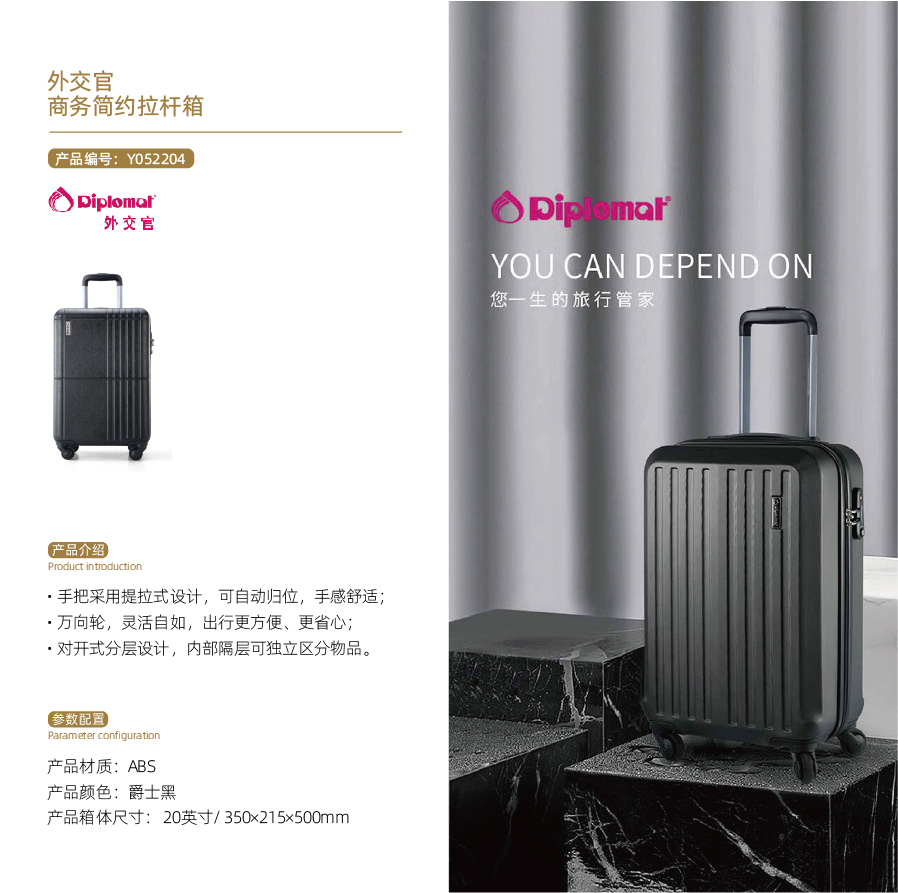 外交官
商务简约拉杆箱
产品编号：Y052204
Diplomat
外交官
产品介绍
Product introduction
• 手把采用提拉式设计，可自动归位，手感舒适；
• 万向轮，灵活自如，出行更方便、更省心；
• 对开式分层设计，内部隔层可独立区分物品。
参数配置
Parameter configuration
产品材质：ABS
产品颜色：爵士黑
产品箱体尺寸： 20英寸/ 350×215×500mm
Diplomat®
YOU CAN DEPEND ON
您一生的旅行管家